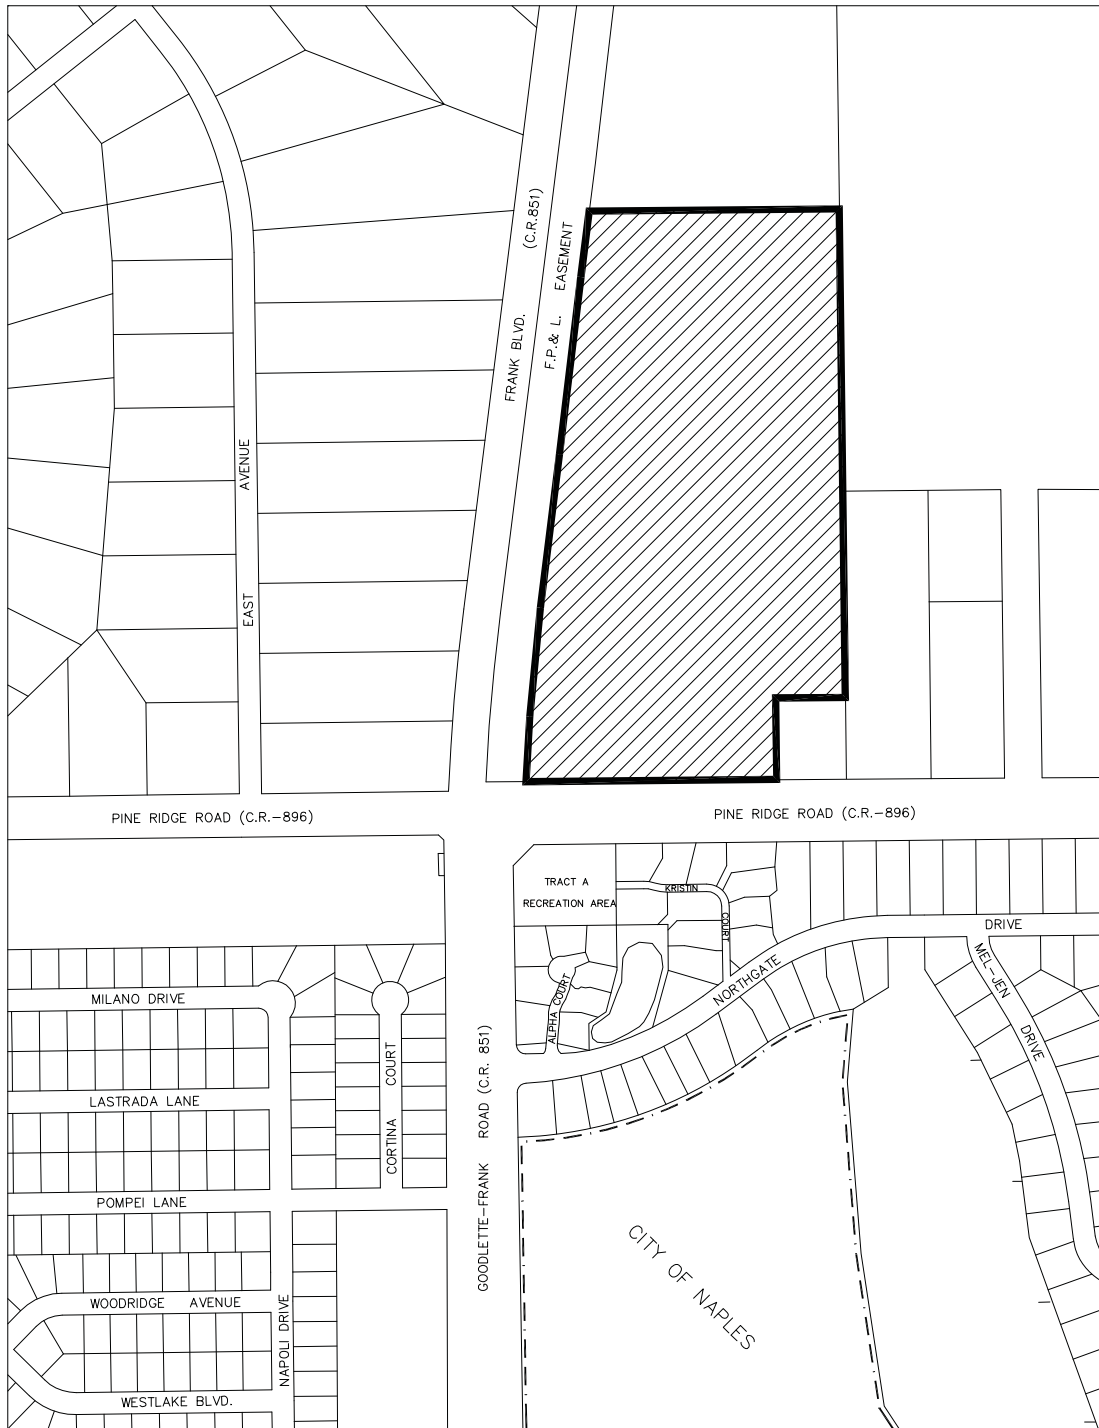 FRANK BLVD. (C.R.851)
F.P.& L. EASEMENT
EAST AVENUE
PINE RIDGE ROAD (C.R.-896)
PINE RIDGE ROAD (C.R.-896)
TRACT A
RECREATION AREA
KRISTIN
COURT
NORTHGATE
DRIVE
MEL-JEN
DRIVE
ALPHA COURT
MILANO DRIVE
LASTRADA LANE
CORTINA COURT
POMPEI LANE
GOODLETTE-FRANK ROAD (C.R. 851)
WOODRIDGE AVENUE
NAPOLI DRIVE
WESTLAKE BLVD.
CITY OF NAPLES